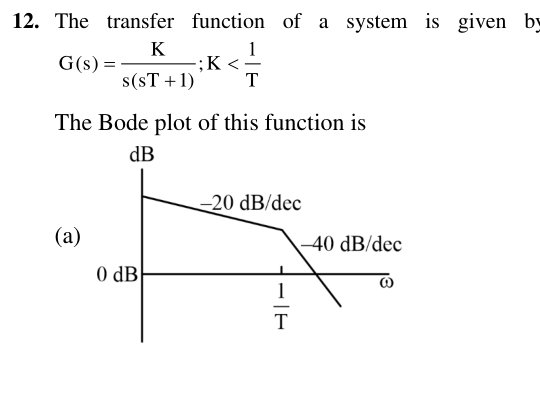 12. The transfer function of a system is given by
G(s) = K / s(sT + 1) ; K < 1 / T
The Bode plot of this function is
dB
–20 dB/dec
(a)
–40 dB/dec
0 dB
ω
1
T